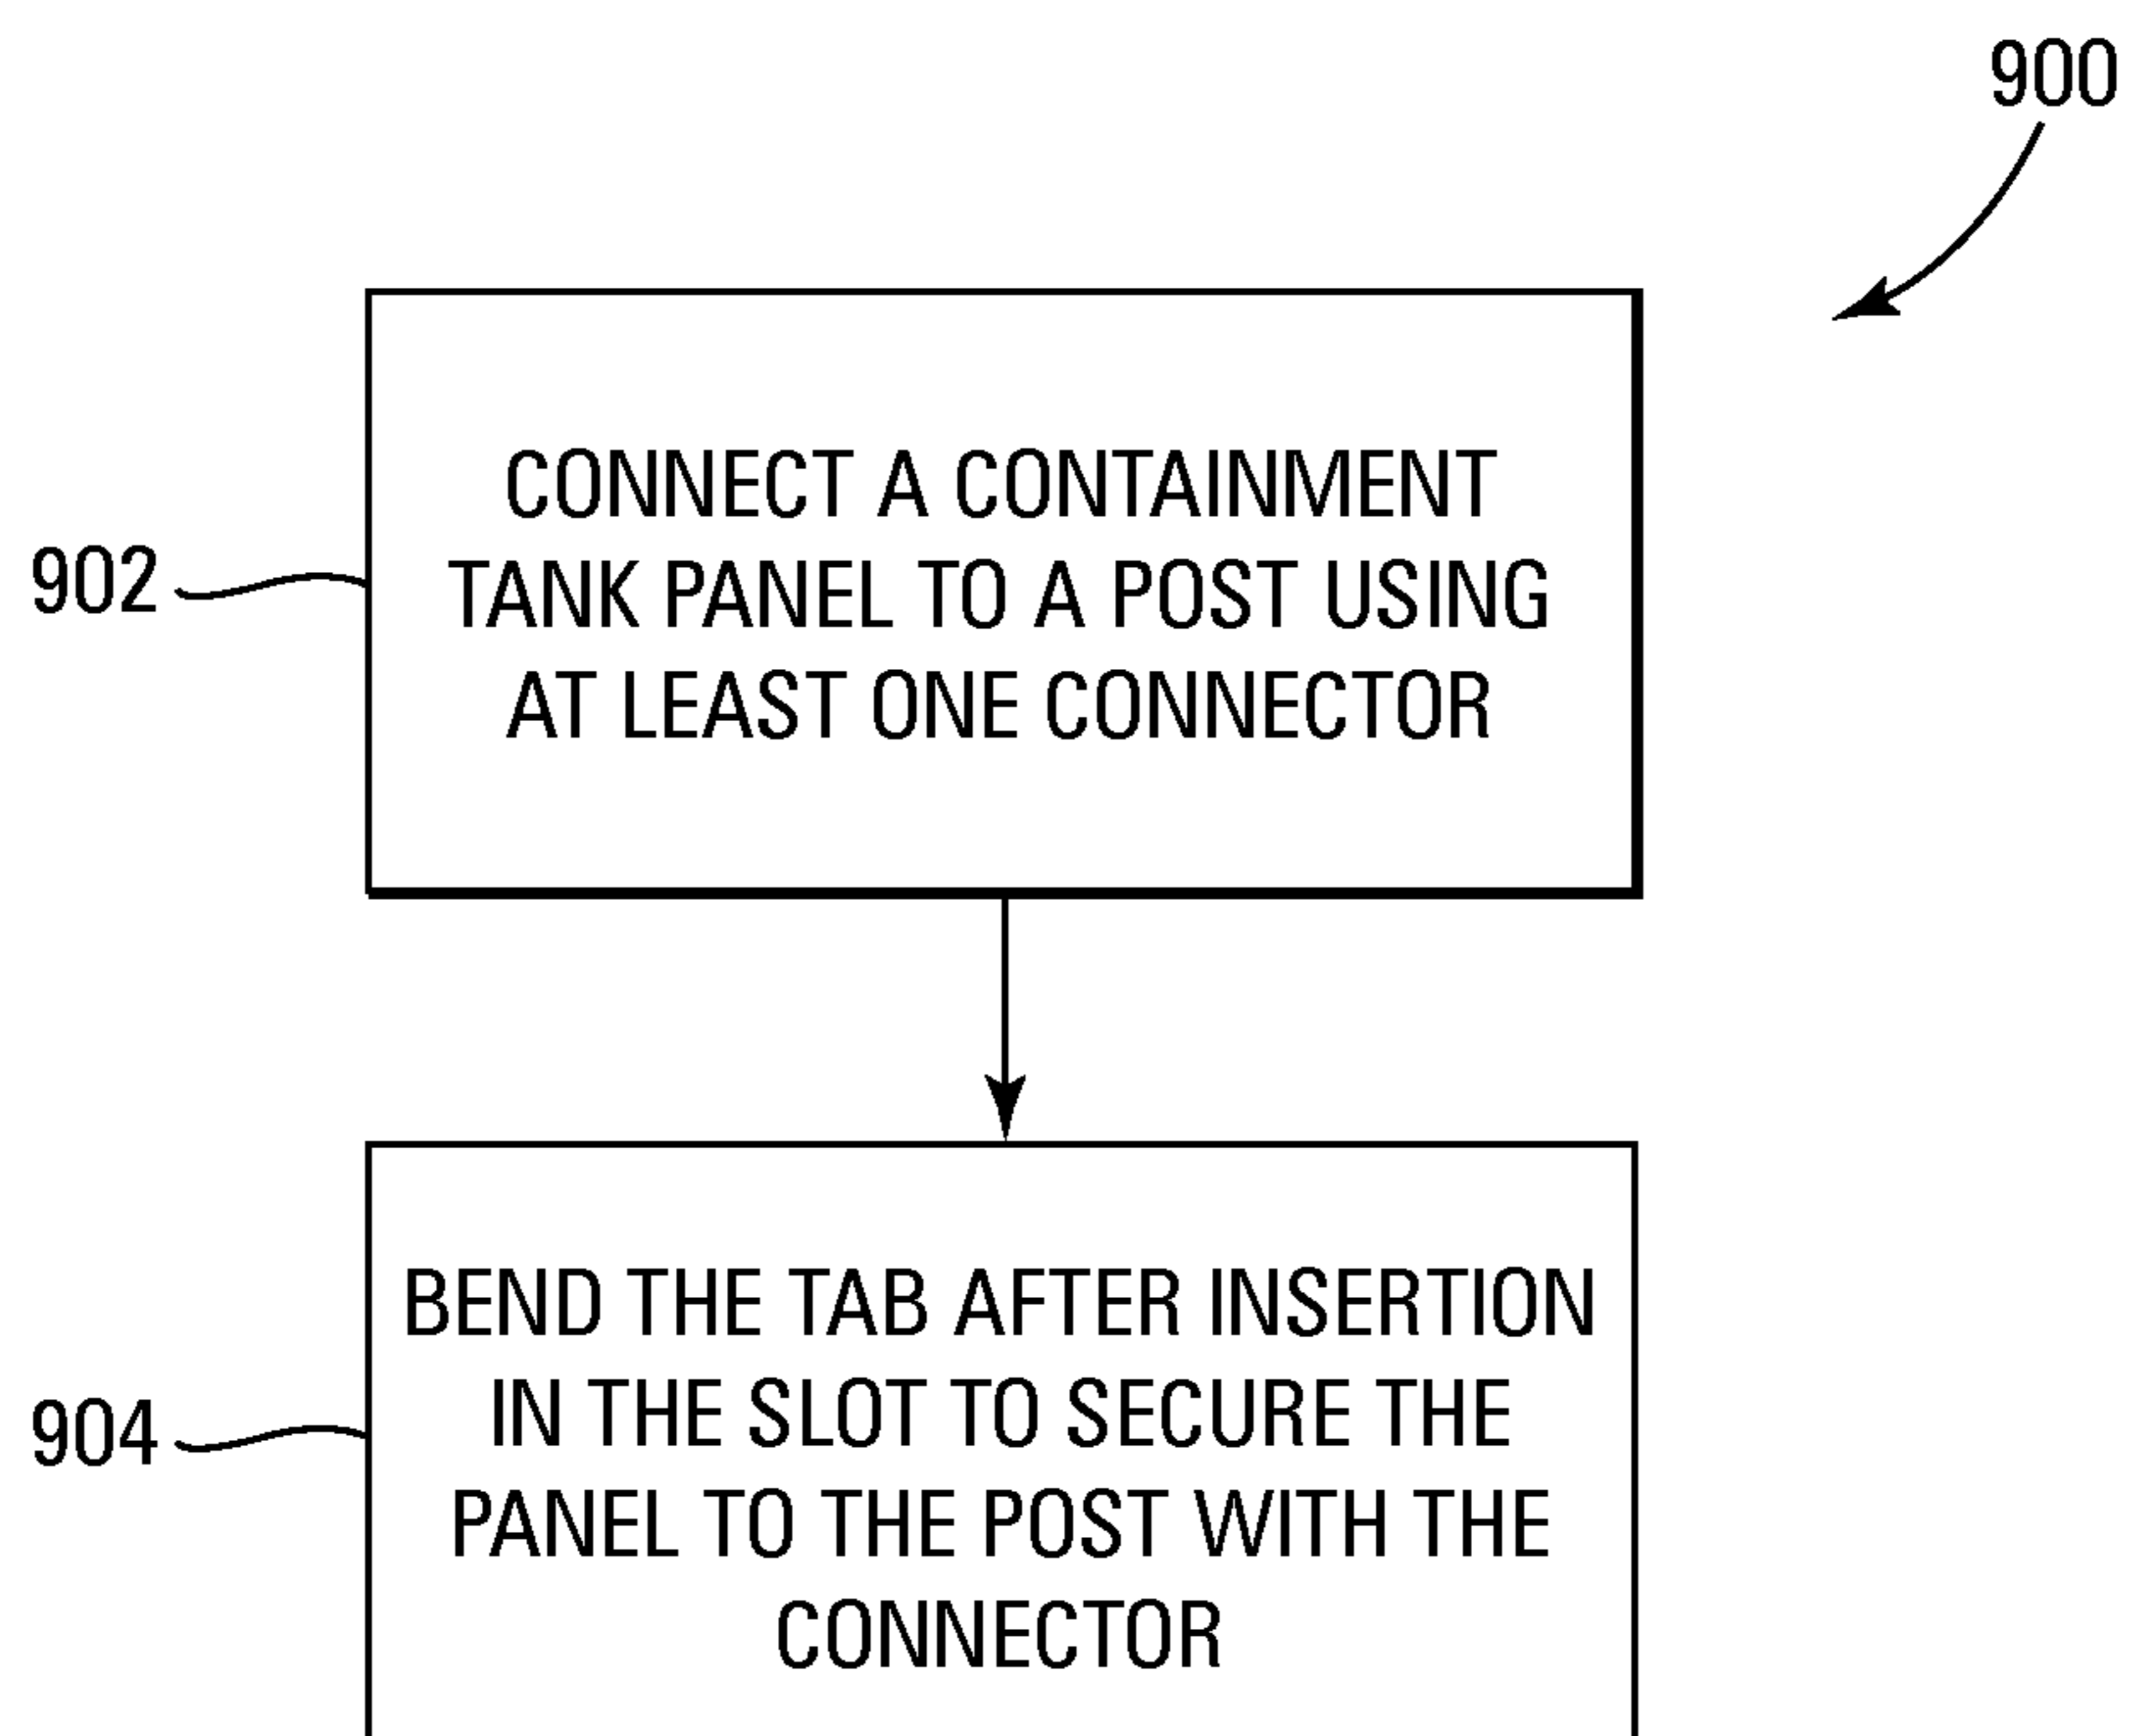 900
902
CONNECT A CONTAINMENT
TANK PANEL TO A POST USING
AT LEAST ONE CONNECTOR
904
BEND THE TAB AFTER INSERTION
IN THE SLOT TO SECURE THE
PANEL TO THE POST WITH THE
CONNECTOR